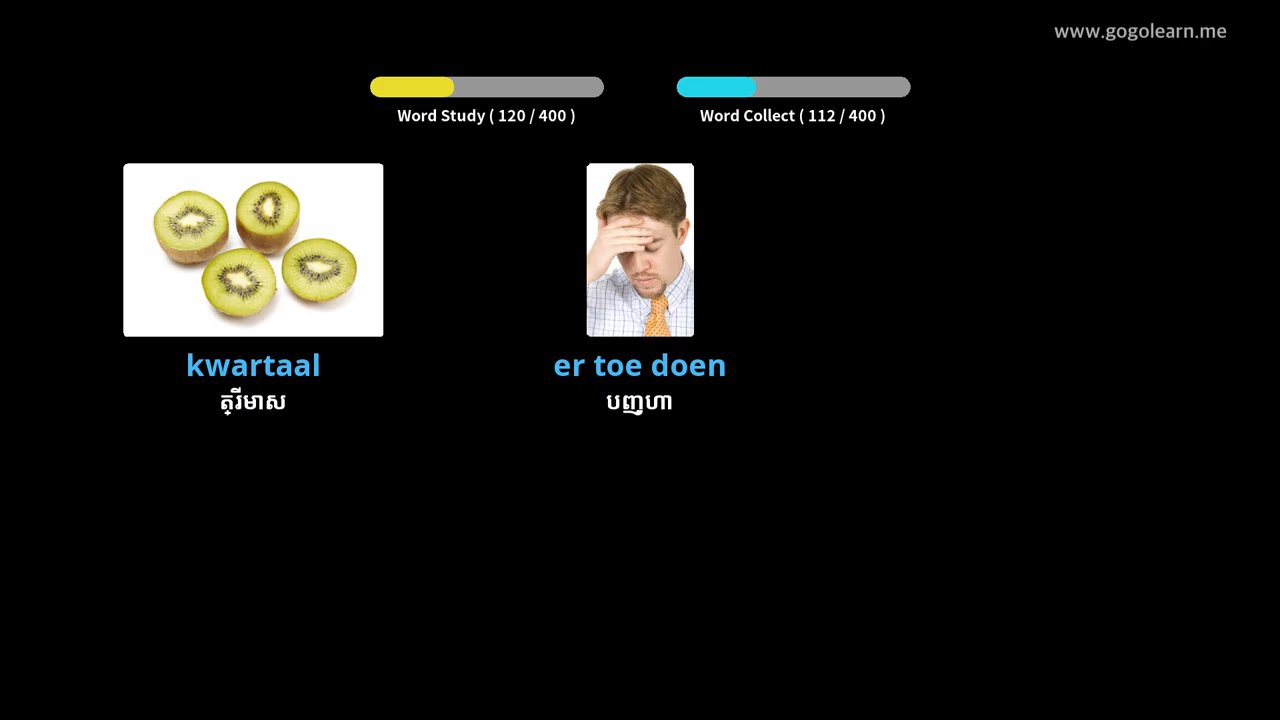 www.gogolearn.me
Word Study ( 120 / 400 )
Word Collect ( 112 / 400 )
kwartaal
ត្រីមាស
er toe doen
បញ្ហា